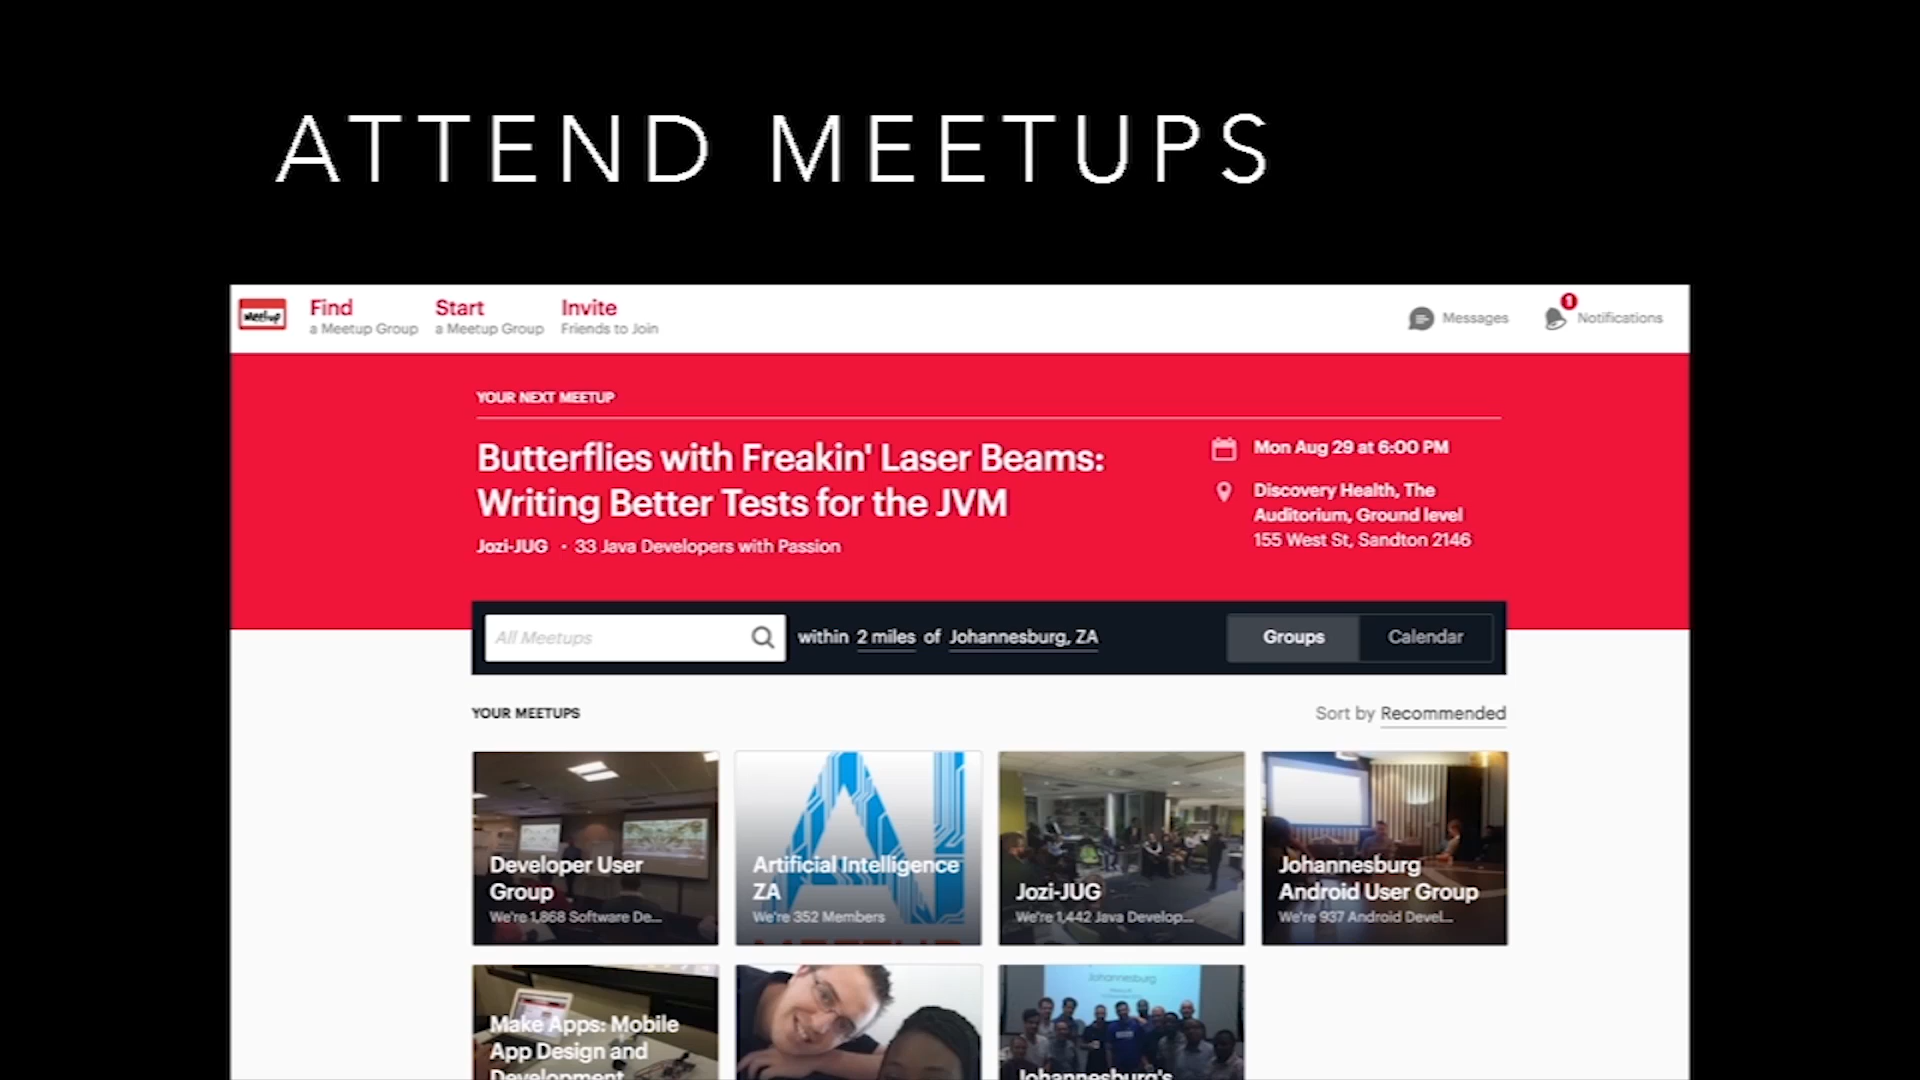 ATTEND MEETUPS
Meetup
Find
a Meetup Group
Start
a Meetup Group
Invite
Friends to Join
Messages
1
Notifications
YOUR NEXT MEETUP
Butterflies with Freakin' Laser Beams:
Writing Better Tests for the JVM
Jozi-JUG · 33 Java Developers with Passion
Mon Aug 29 at 6:00 PM
Discovery Health, The
Auditorium, Ground level
155 West St, Sandton 2146
All Meetups
within 2 miles of Johannesburg, ZA
Groups
Calendar
YOUR MEETUPS
Sort by Recommended
Developer User
Group
We're 1,868 Software De...
Artificial Intelligence
ZA
We're 352 Members
Jozi-JUG
We're 1,442 Java Develop...
Johannesburg
Android User Group
We're 937 Android Devel...
Make Apps: Mobile
App Design and
Development
Johannesburg
Johannesburg's